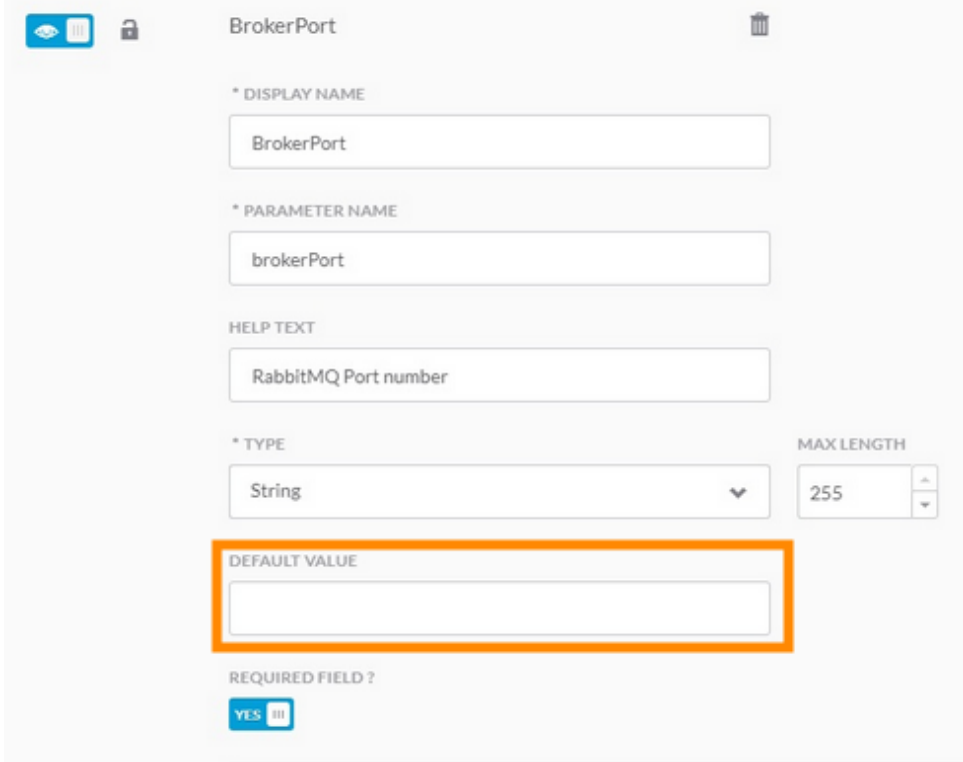 BrokerPort
* DISPLAY NAME
BrokerPort
* PARAMETER NAME
brokerPort
HELP TEXT
RabbitMQ Port number
* TYPE
MAX LENGTH
String
255
DEFAULT VALUE
REQUIRED FIELD ?
YES